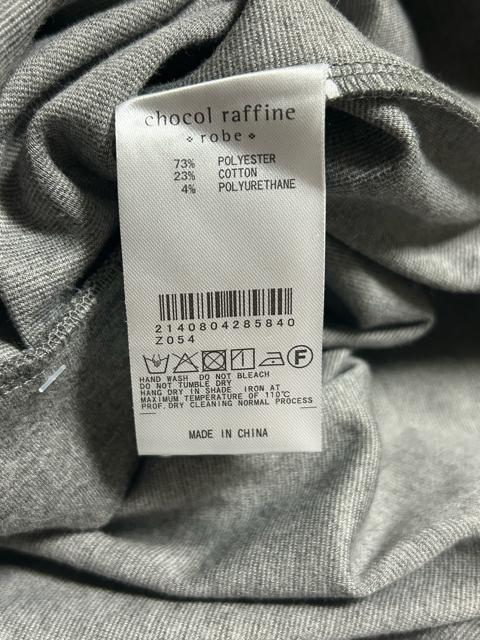 chocol raffine
robe
73% POLYESTER
23% COTTON
4% POLYURETHANE
2140804285840
Z054
F
HAND WASH DO NOT BLEACH
DO NOT TUMBLE DRY
HANG DRY IN SHADE IRON AT
MAXIMUM TEMPERATURE OF 110℃
PROF.DRY CLEANING NORMAL PROCESS
MADE IN CHINA